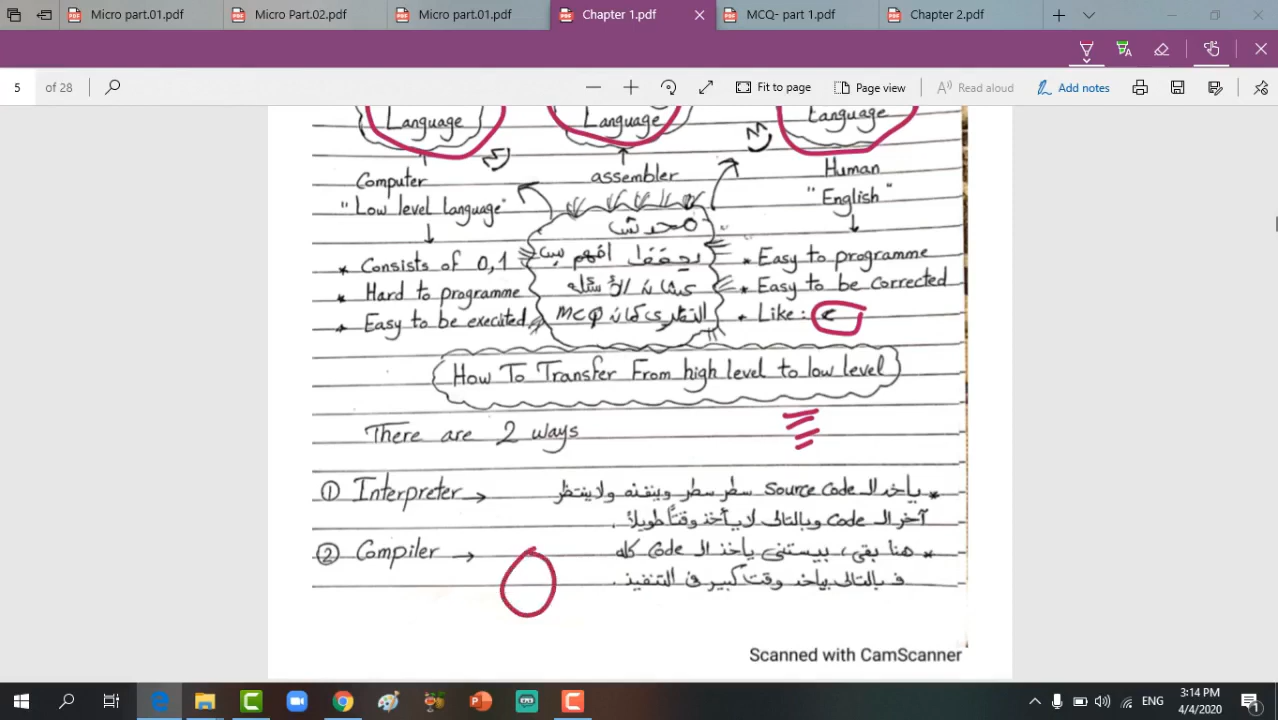 Micro part.01.pdf
Micro Part.02.pdf
Micro part.01.pdf
Chapter 1.pdf
MCQ- part 1.pdf
Chapter 2.pdf
5 of 28
Fit to page
Page view
Read aloud
Add notes
Language
Language
Language
Computer
assembler
Human
"Low level language"
"English"
محدش
* Consists of 0,1
* Easy to programme
* Hard to programme
عشان الأسئله
* Easy to be corrected
* Easy to be executed
النظرى كمان MCQ
* Like: C
How To Transfer From high level to low level
There are 2 ways
① Interpreter →
* يأخد الـ Source Code سطر سطر وينفذه ولا ينتظر
آخر الـ Code وبالتالى لا يأخذ وقتاً طويلاً .
② Compiler →
* هنا بقى ، بيستنى ياخد الـ Code كله
ف بالتالى بياخد وقت كبير فى التنفيذ .
Scanned with CamScanner
ENG
3:14 PM
4/4/2020